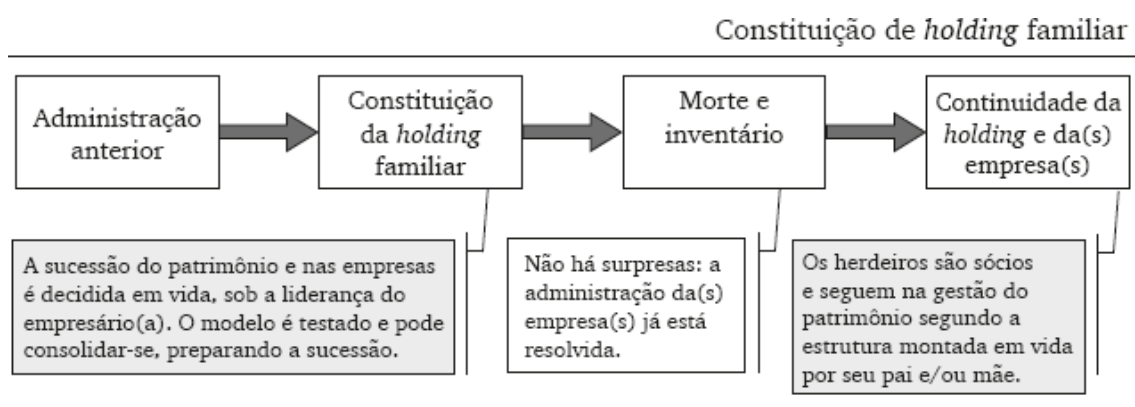 Constituição de holding familiar
Administração
anterior
Constituição
da holding
familiar
Morte e
inventário
Continuidade da
holding e da(s)
empresa(s)
A sucessão do patrimônio e nas empresas
é decidida em vida, sob a liderança do
empresário(a). O modelo é testado e pode
consolidar-se, preparando a sucessão.
Não há surpresas: a
administração da(s)
empresa(s) já está
resolvida.
Os herdeiros são sócios
e seguem na gestão do
patrimônio segundo a
estrutura montada em vida
por seu pai e/ou mãe.